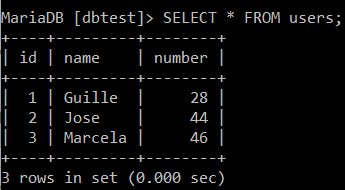 MariaDB [dbtest]> SELECT * FROM users;
+----+---------+--------+
| id | name    | number |
+----+---------+--------+
|  1 | Guille  |     28 |
|  2 | Jose    |     44 |
|  3 | Marcela |     46 |
+----+---------+--------+
3 rows in set (0.000 sec)